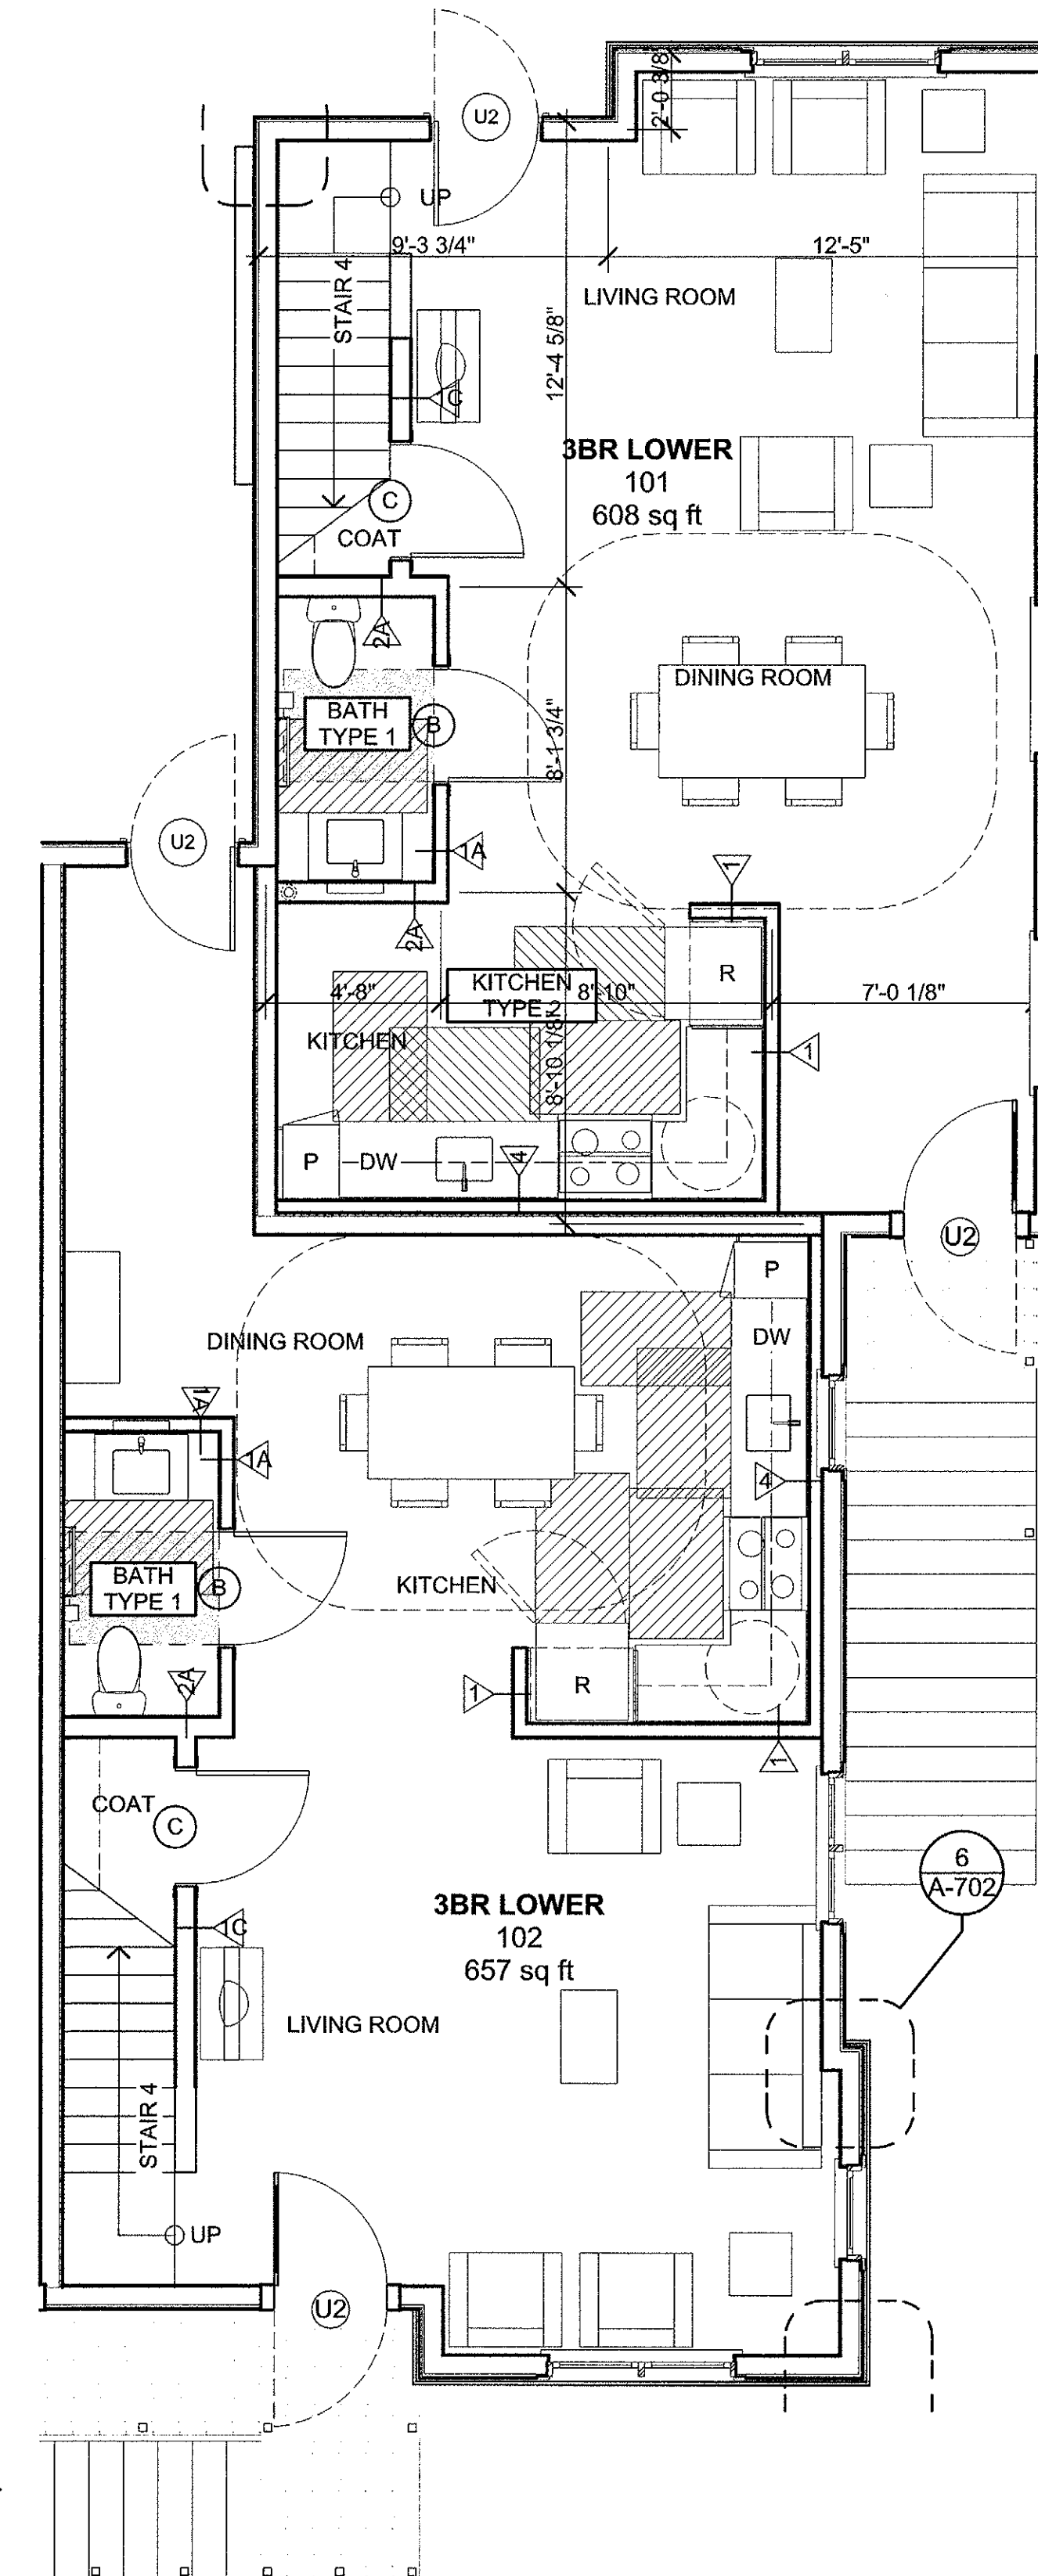 2'-0 3/8"
U2
UP
9'-3 3/4"
12'-5"
STAIR 4
LIVING ROOM
12'-4 5/8"
1C
3BR LOWER
101
608 sq ft
C
COAT
2A
DINING ROOM
BATH
TYPE 1
B
8'-1 3/4"
U2
1A
1
2A
R
KITCHEN
TYPE 2
4'-8"
8'-10"
7'-0 1/8"
KITCHEN
8'-10 1/8"
1
P
DW
4
U2
P
DW
DINING ROOM
1A
1A
4
BATH
TYPE 1
B
KITCHEN
2A
1
R
1
COAT
C
6
A-702
3BR LOWER
102
657 sq ft
1C
LIVING ROOM
STAIR 4
UP
U2